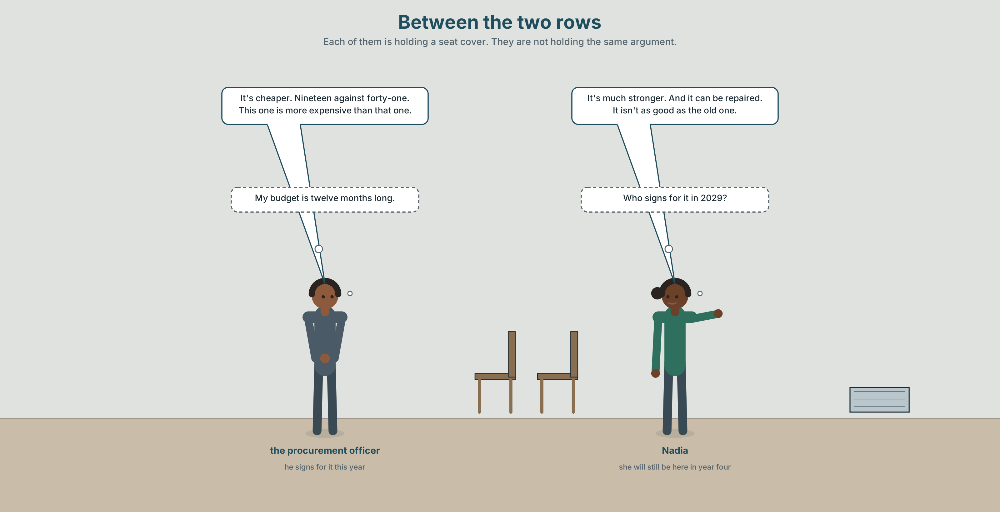 Between the two rows
Each of them is holding a seat cover. They are not holding the same argument.
It's cheaper. Nineteen against forty-one.
This one is more expensive than that one.
It's much stronger. And it can be repaired.
It isn't as good as the old one.
My budget is twelve months long.
Who signs for it in 2029?
the procurement officer
he signs for it this year
Nadia
she will still be here in year four